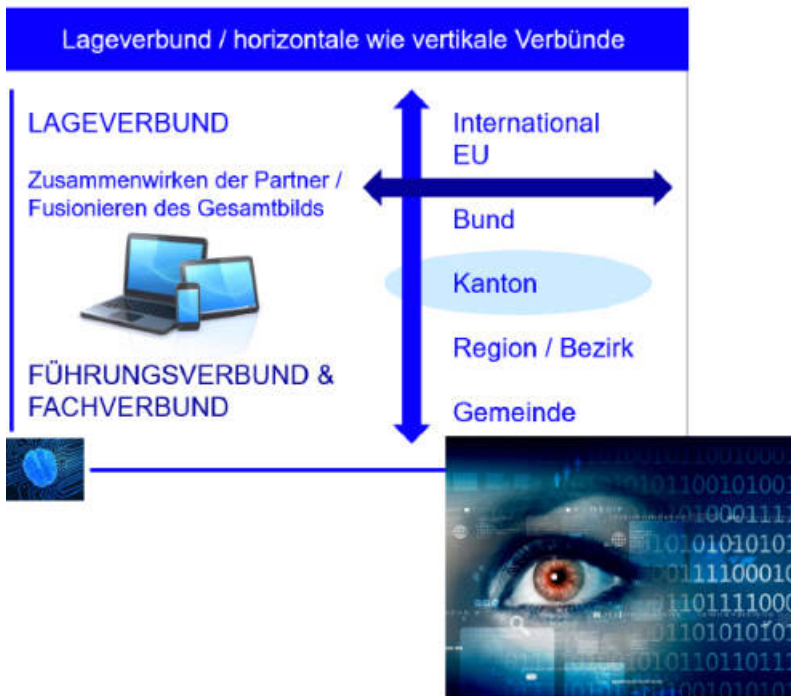 Lageverbund / horizontale wie vertikale Verbünde
LAGEVERBUND
Zusammenwirken der Partner /
Fusionieren des Gesamtbilds
FÜHRUNGSVERBUND &
FACHVERBUND
International
EU
Bund
Kanton
Region / Bezirk
Gemeinde